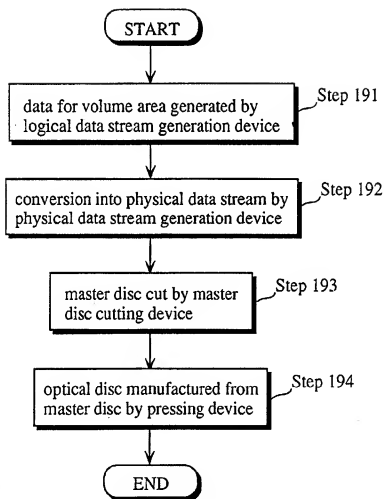 START
data for volume area generated by
logical data stream generation device
Step 191
conversion into physical data stream by
physical data stream generation device
Step 192
master disc cut by master
disc cutting device
Step 193
optical disc manufactured from
master disc by pressing device
Step 194
END